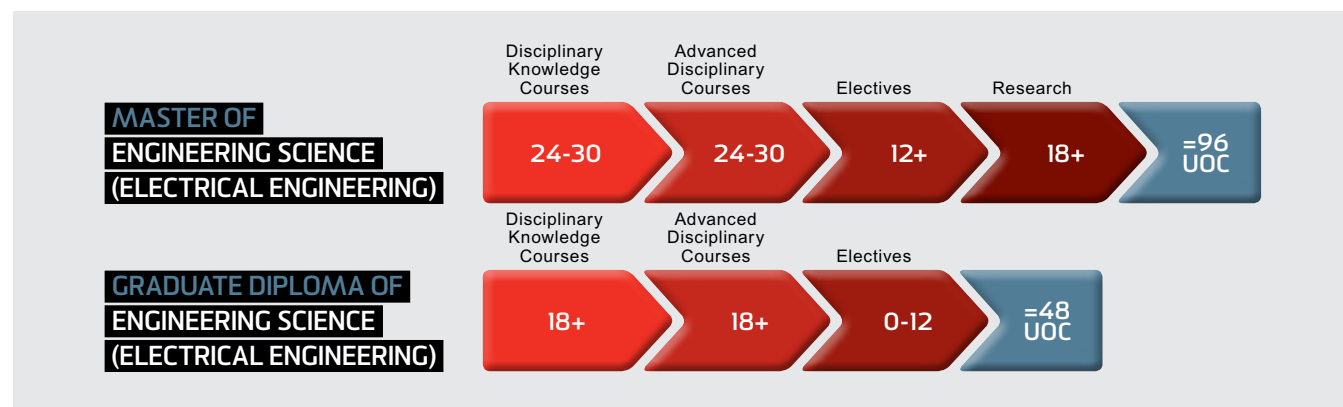 Disciplinary
Knowledge
Courses
Advanced
Disciplinary
Courses
Electives
Research
MASTER OF
ENGINEERING SCIENCE
(ELECTRICAL ENGINEERING)
24-30
24-30
12+
18+
=96
UOC
Disciplinary
Knowledge
Courses
Advanced
Disciplinary
Courses
Electives
GRADUATE DIPLOMA OF
ENGINEERING SCIENCE
(ELECTRICAL ENGINEERING)
18+
18+
0-12
=48
UOC